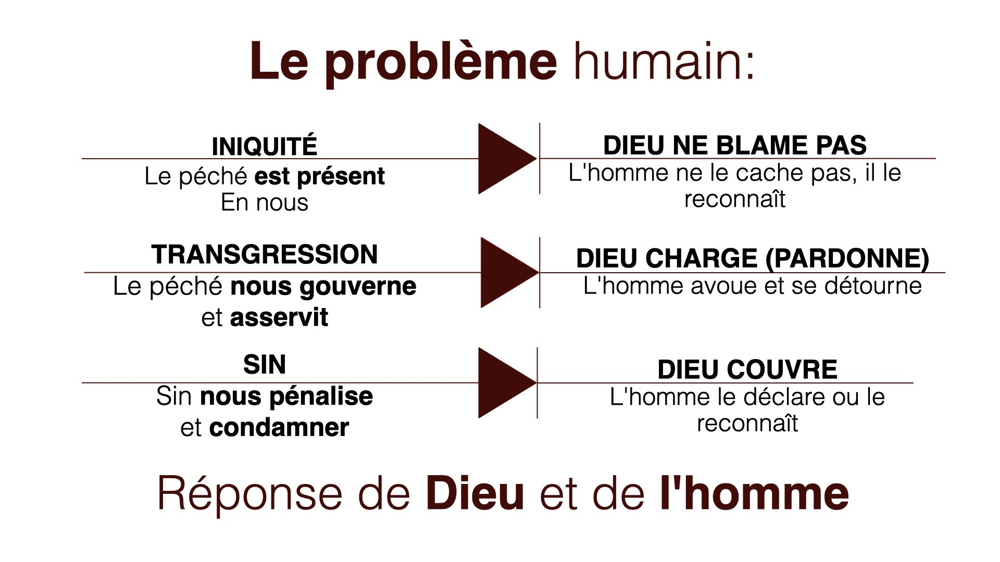 Le problème humain:
INIQUITÉ
Le péché est présent
En nous
DIEU NE BLAME PAS
L'homme ne le cache pas, il le
reconnaît
TRANSGRESSION
Le péché nous gouverne
et asservit
DIEU CHARGE (PARDONNE)
L'homme avoue et se détourne
SIN
Sin nous pénalise
et condamner
DIEU COUVRE
L'homme le déclare ou le
reconnaît
Réponse de Dieu et de l'homme